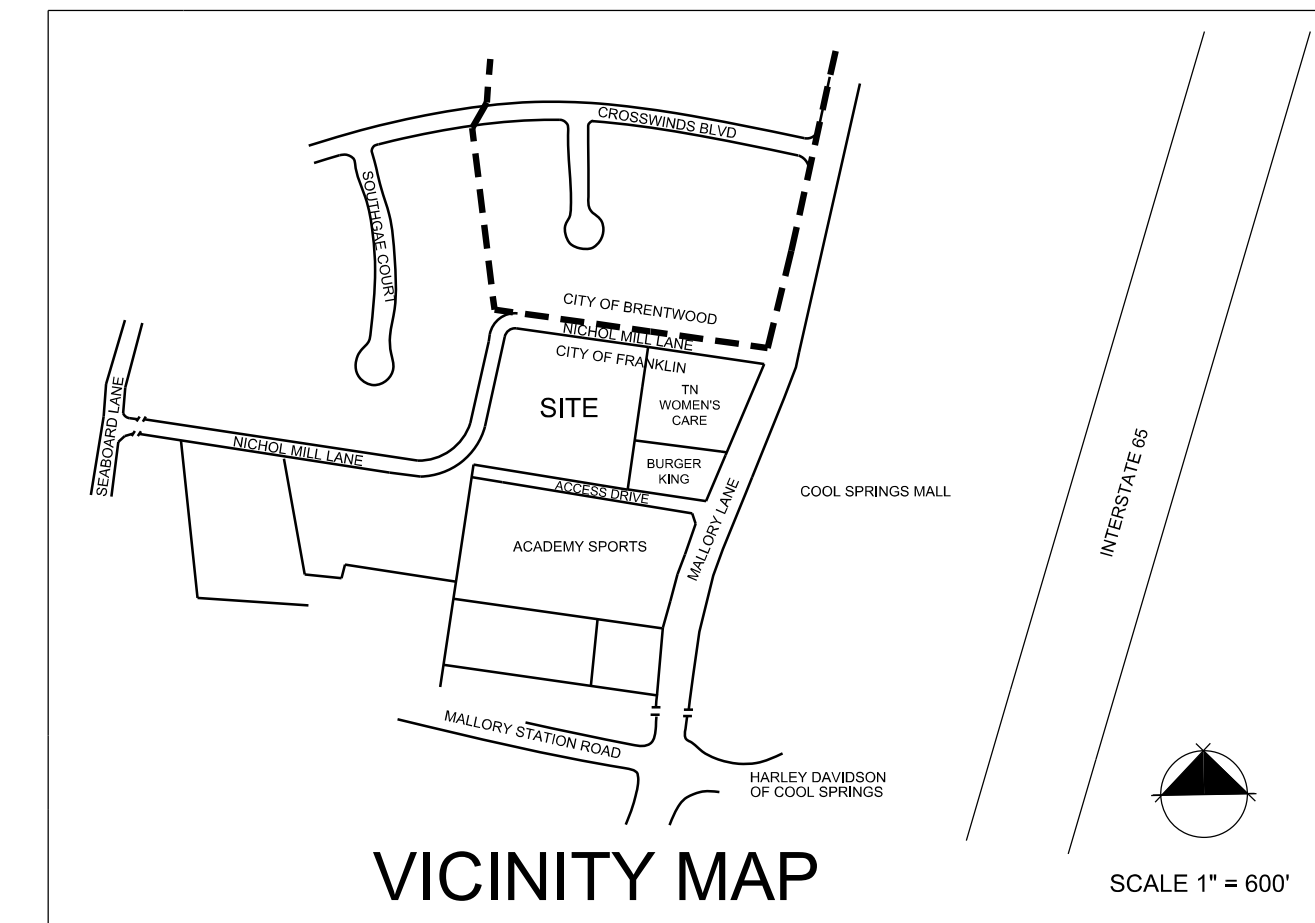 CROSSWINDS BLVD
SOUTHGAE COURT
CITY OF BRENTWOOD
NICHOL MILL LANE
CITY OF FRANKLIN
TN
WOMEN'S
CARE
SITE
SEABOARD LANE
NICHOL MILL LANE
BURGER
KING
ACCESS DRIVE
MALLORY LANE
COOL SPRINGS MALL
INTERSTATE 65
ACADEMY SPORTS
MALLORY STATION ROAD
HARLEY DAVIDSON
OF COOL SPRINGS
VICINITY MAP
SCALE 1" = 600'